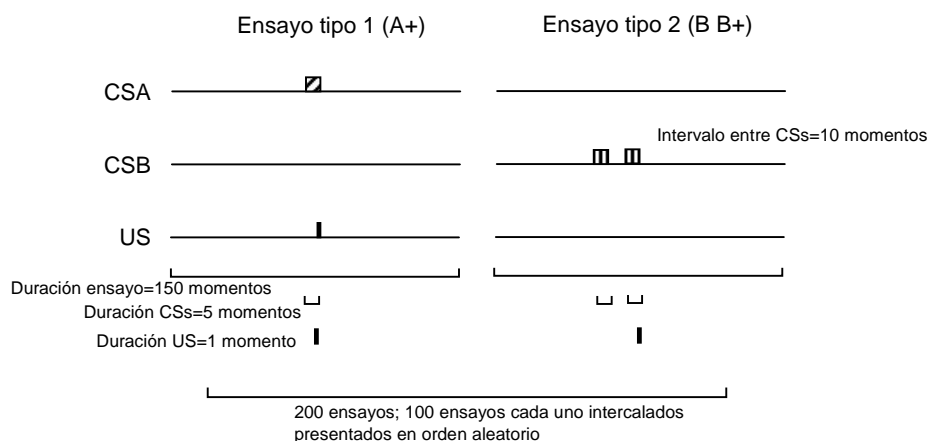 Ensayo tipo 1 (A+)
Ensayo tipo 2 (B B+)
CSA
Intervalo entre CSs=10 momentos
CSB
US
Duración ensayo=150 momentos
Duración CSs=5 momentos
Duración US=1 momento
200 ensayos; 100 ensayos cada uno intercalados
presentados en orden aleatorio